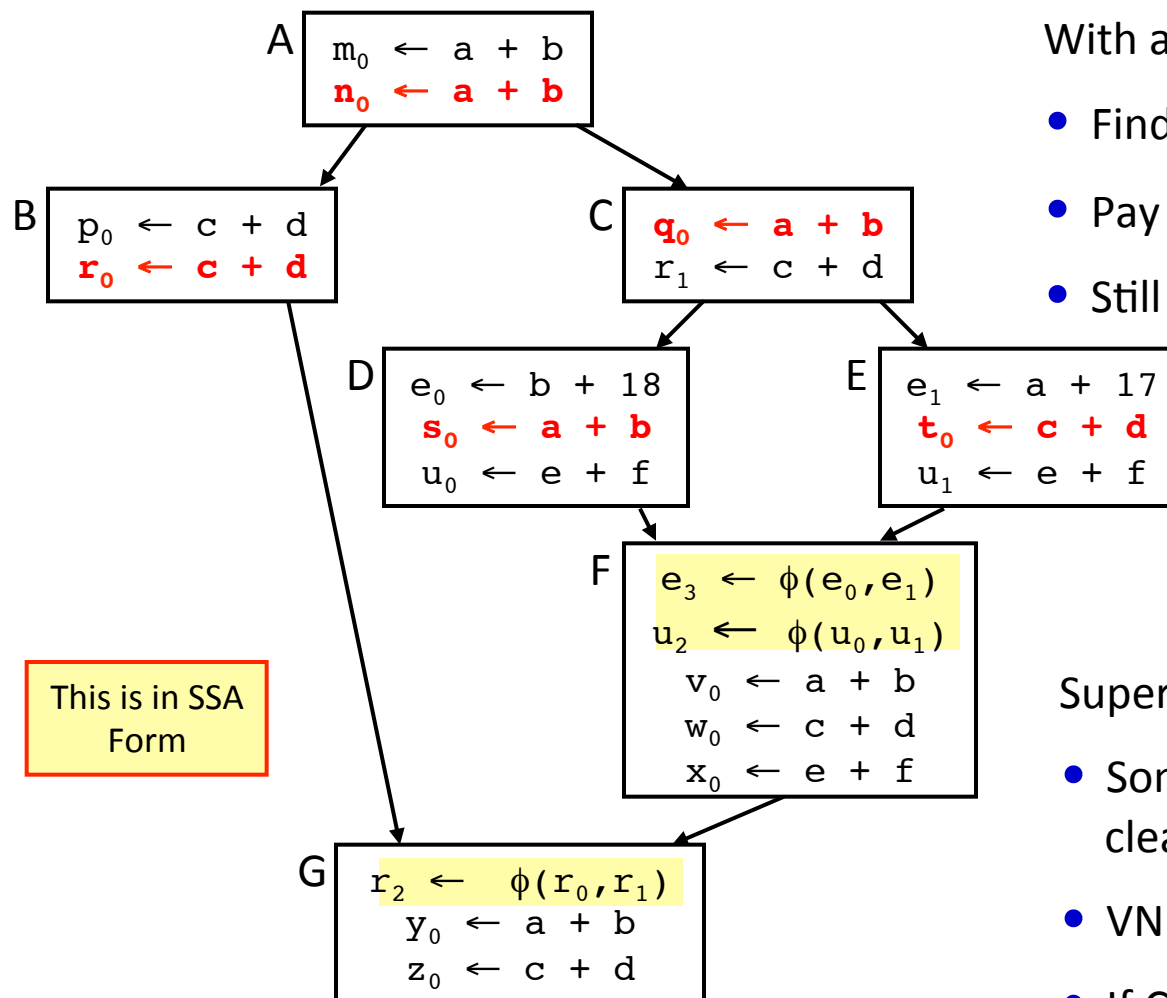 A
m₀ ← a + b
n₀ ← a + b
B
p₀ ← c + d
r₀ ← c + d
C
q₀ ← a + b
r₁ ← c + d
D
e₀ ← b + 18
s₀ ← a + b
u₀ ← e + f
E
e₁ ← a + 17
t₀ ← c + d
u₁ ← e + f
F
e₃ ← ϕ(e₀,e₁)
u₂ ← ϕ(u₀,u₁)
v₀ ← a + b
w₀ ← c + d
x₀ ← e + f
G
r₂ ← ϕ(r₀,r₁)
y₀ ← a + b
z₀ ← c + d
This is in SSA
Form
With a
• Find
• Pay
• Still
Super
•
clea
• VN
• If